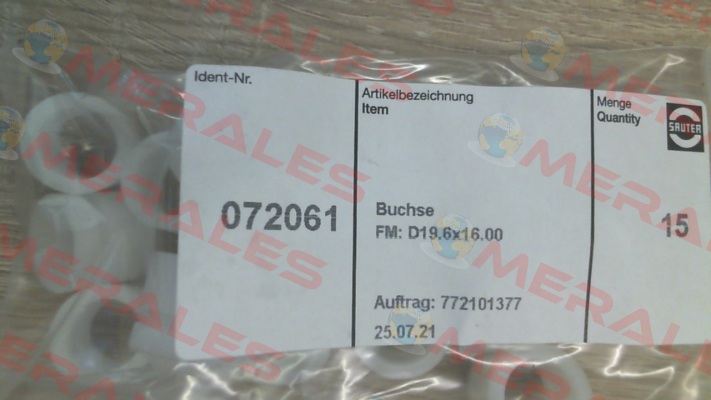 Ident-Nr.
072061
Artikelbezeichnung
Item
Buchse
FM: D19.6x16.00
Auftrag: 772101377
25.07.21
Menge
Quantity
SAUTER
15
MERALES
MERALES
MERALES
MERALES